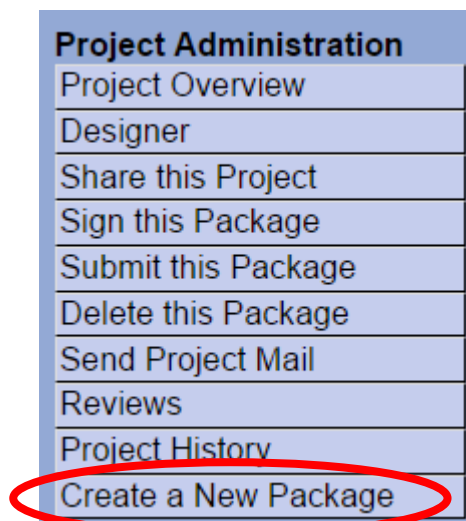 Project Administration
Project Overview
Designer
Share this Project
Sign this Package
Submit this Package
Delete this Package
Send Project Mail
Reviews
Project History
Create a New Package